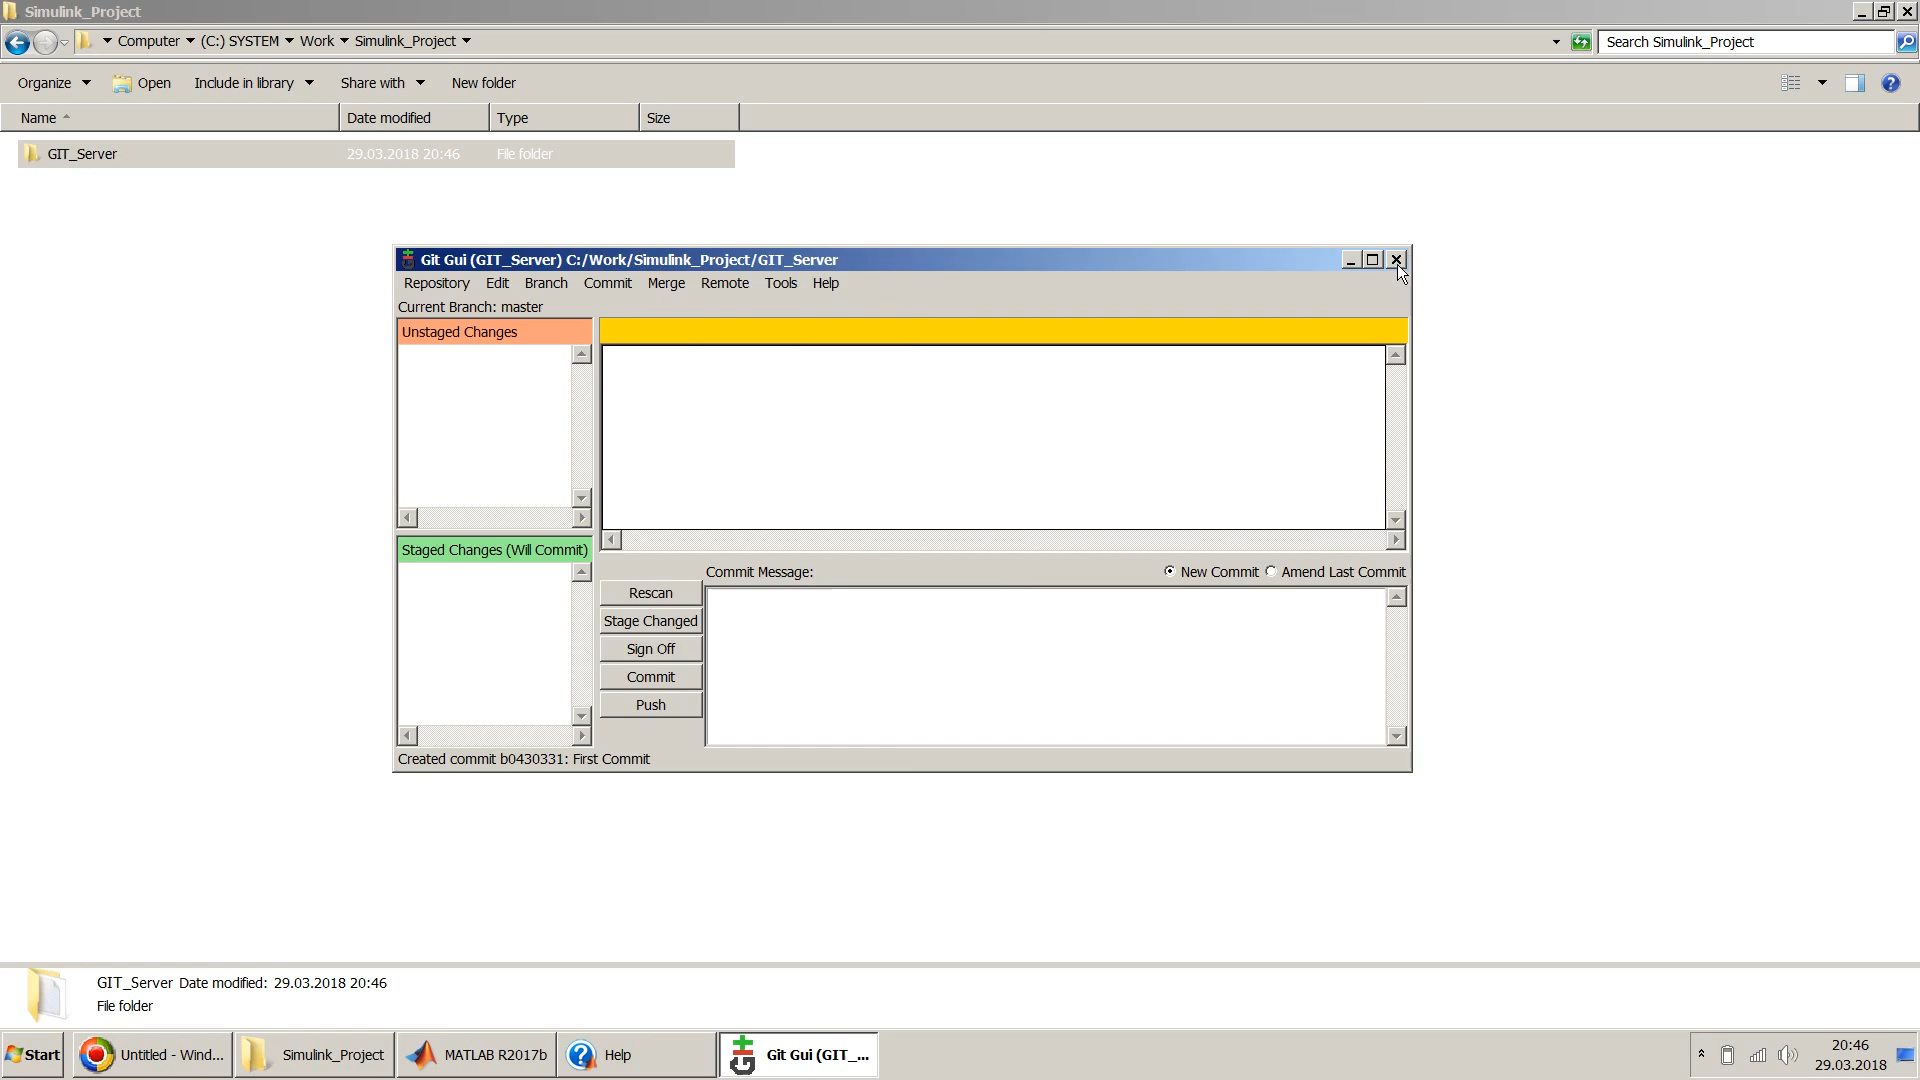 Simulink_Project
Computer (C:) SYSTEM Work Simulink_Project
Search Simulink_Project
Organize Open Include in library Share with New folder
Name Date modified Type Size
GIT_Server 29.03.2018 20:46 File folder
Git Gui (GIT_Server) C:/Work/Simulink_Project/GIT_Server
Repository Edit Branch Commit Merge Remote Tools Help
Current Branch: master
Unstaged Changes
Staged Changes (Will Commit)
Commit Message: New Commit Amend Last Commit
Rescan
Stage Changed
Sign Off
Commit
Push
Created commit b0430331: First Commit
GIT_Server Date modified: 29.03.2018 20:46
File folder
Start Untitled - Wind... Simulink_Project MATLAB R2017b Help Git Gui (GIT_... 20:46
29.03.2018